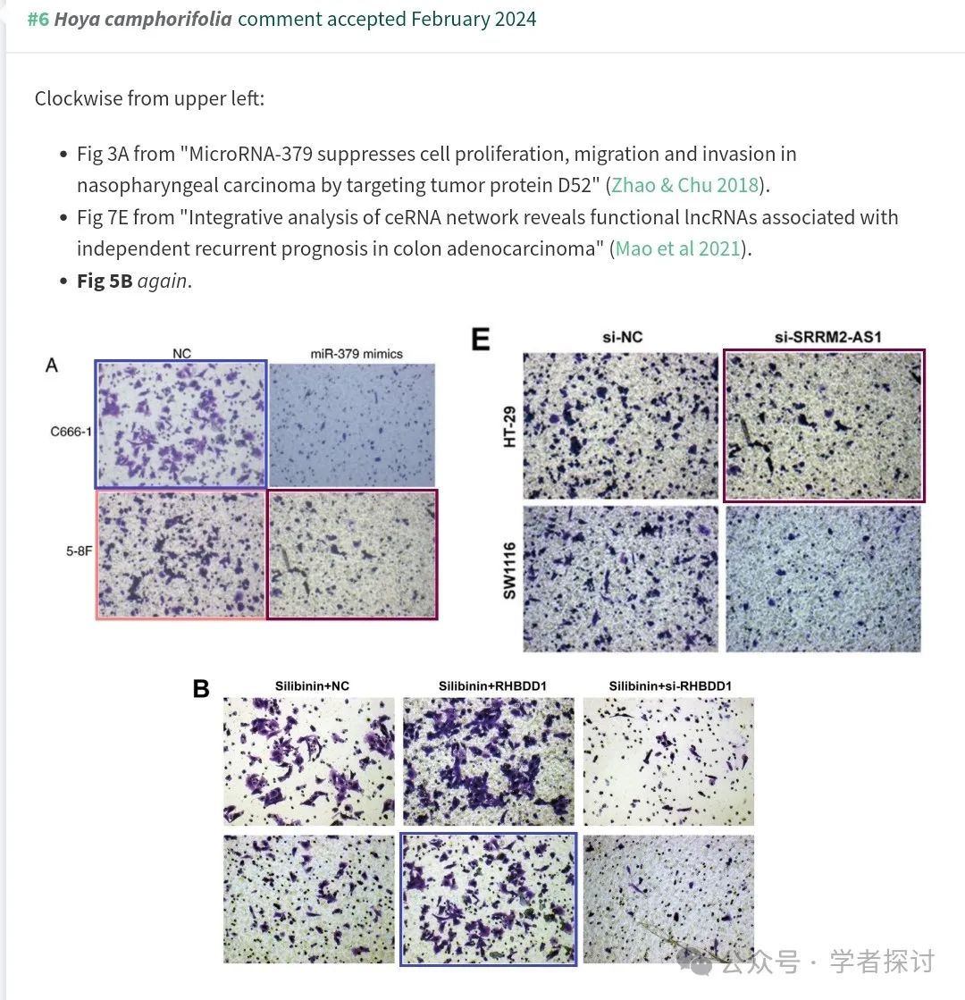 #6 Hoya camphorifolia comment accepted February 2024
Clockwise from upper left:
• Fig 3A from "MicroRNA-379 suppresses cell proliferation, migration and invasion in
nasopharyngeal carcinoma by targeting tumor protein D52" (Zhao & Chu 2018).
• Fig 7E from "Integrative analysis of ceRNA network reveals functional lncRNAs associated with
independent recurrent prognosis in colon adenocarcinoma" (Mao et al 2021).
• Fig 5B again.
A
NC
miR-379 mimics
C666-1
5-8F
E
si-NC
si-SRRM2-AS1
HT-29
SW1116
B
Silibinin+NC
Silibinin+RHBDD1
Silibinin+si-RHBDD1
公众号 · 学者探讨